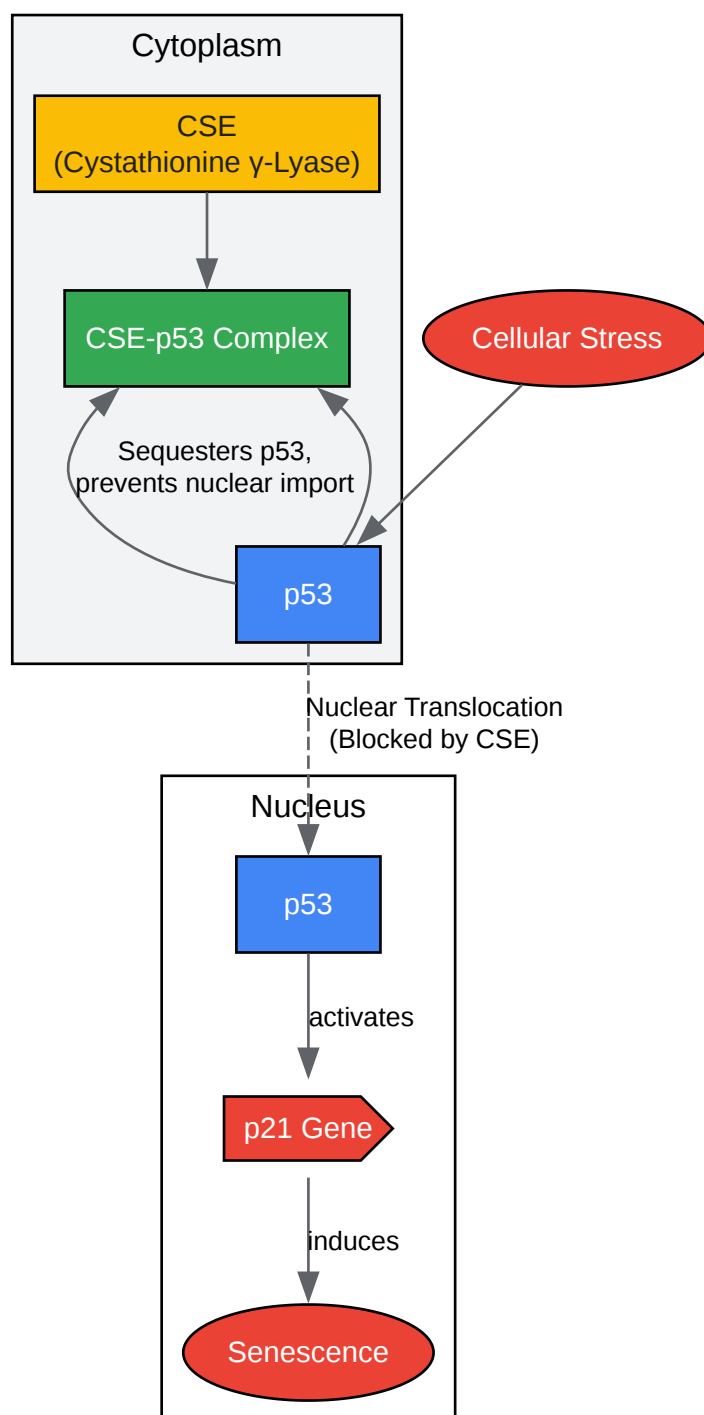 Cytoplasm
CSE
(Cystathionine γ-Lyase)
CSE-p53 Complex
Cellular Stress
Sequesters p53,
prevents nuclear import
p53
Nuclear Translocation
(Blocked by CSE)
Nucleus
p53
activates
p21 Gene
induces
Senescence